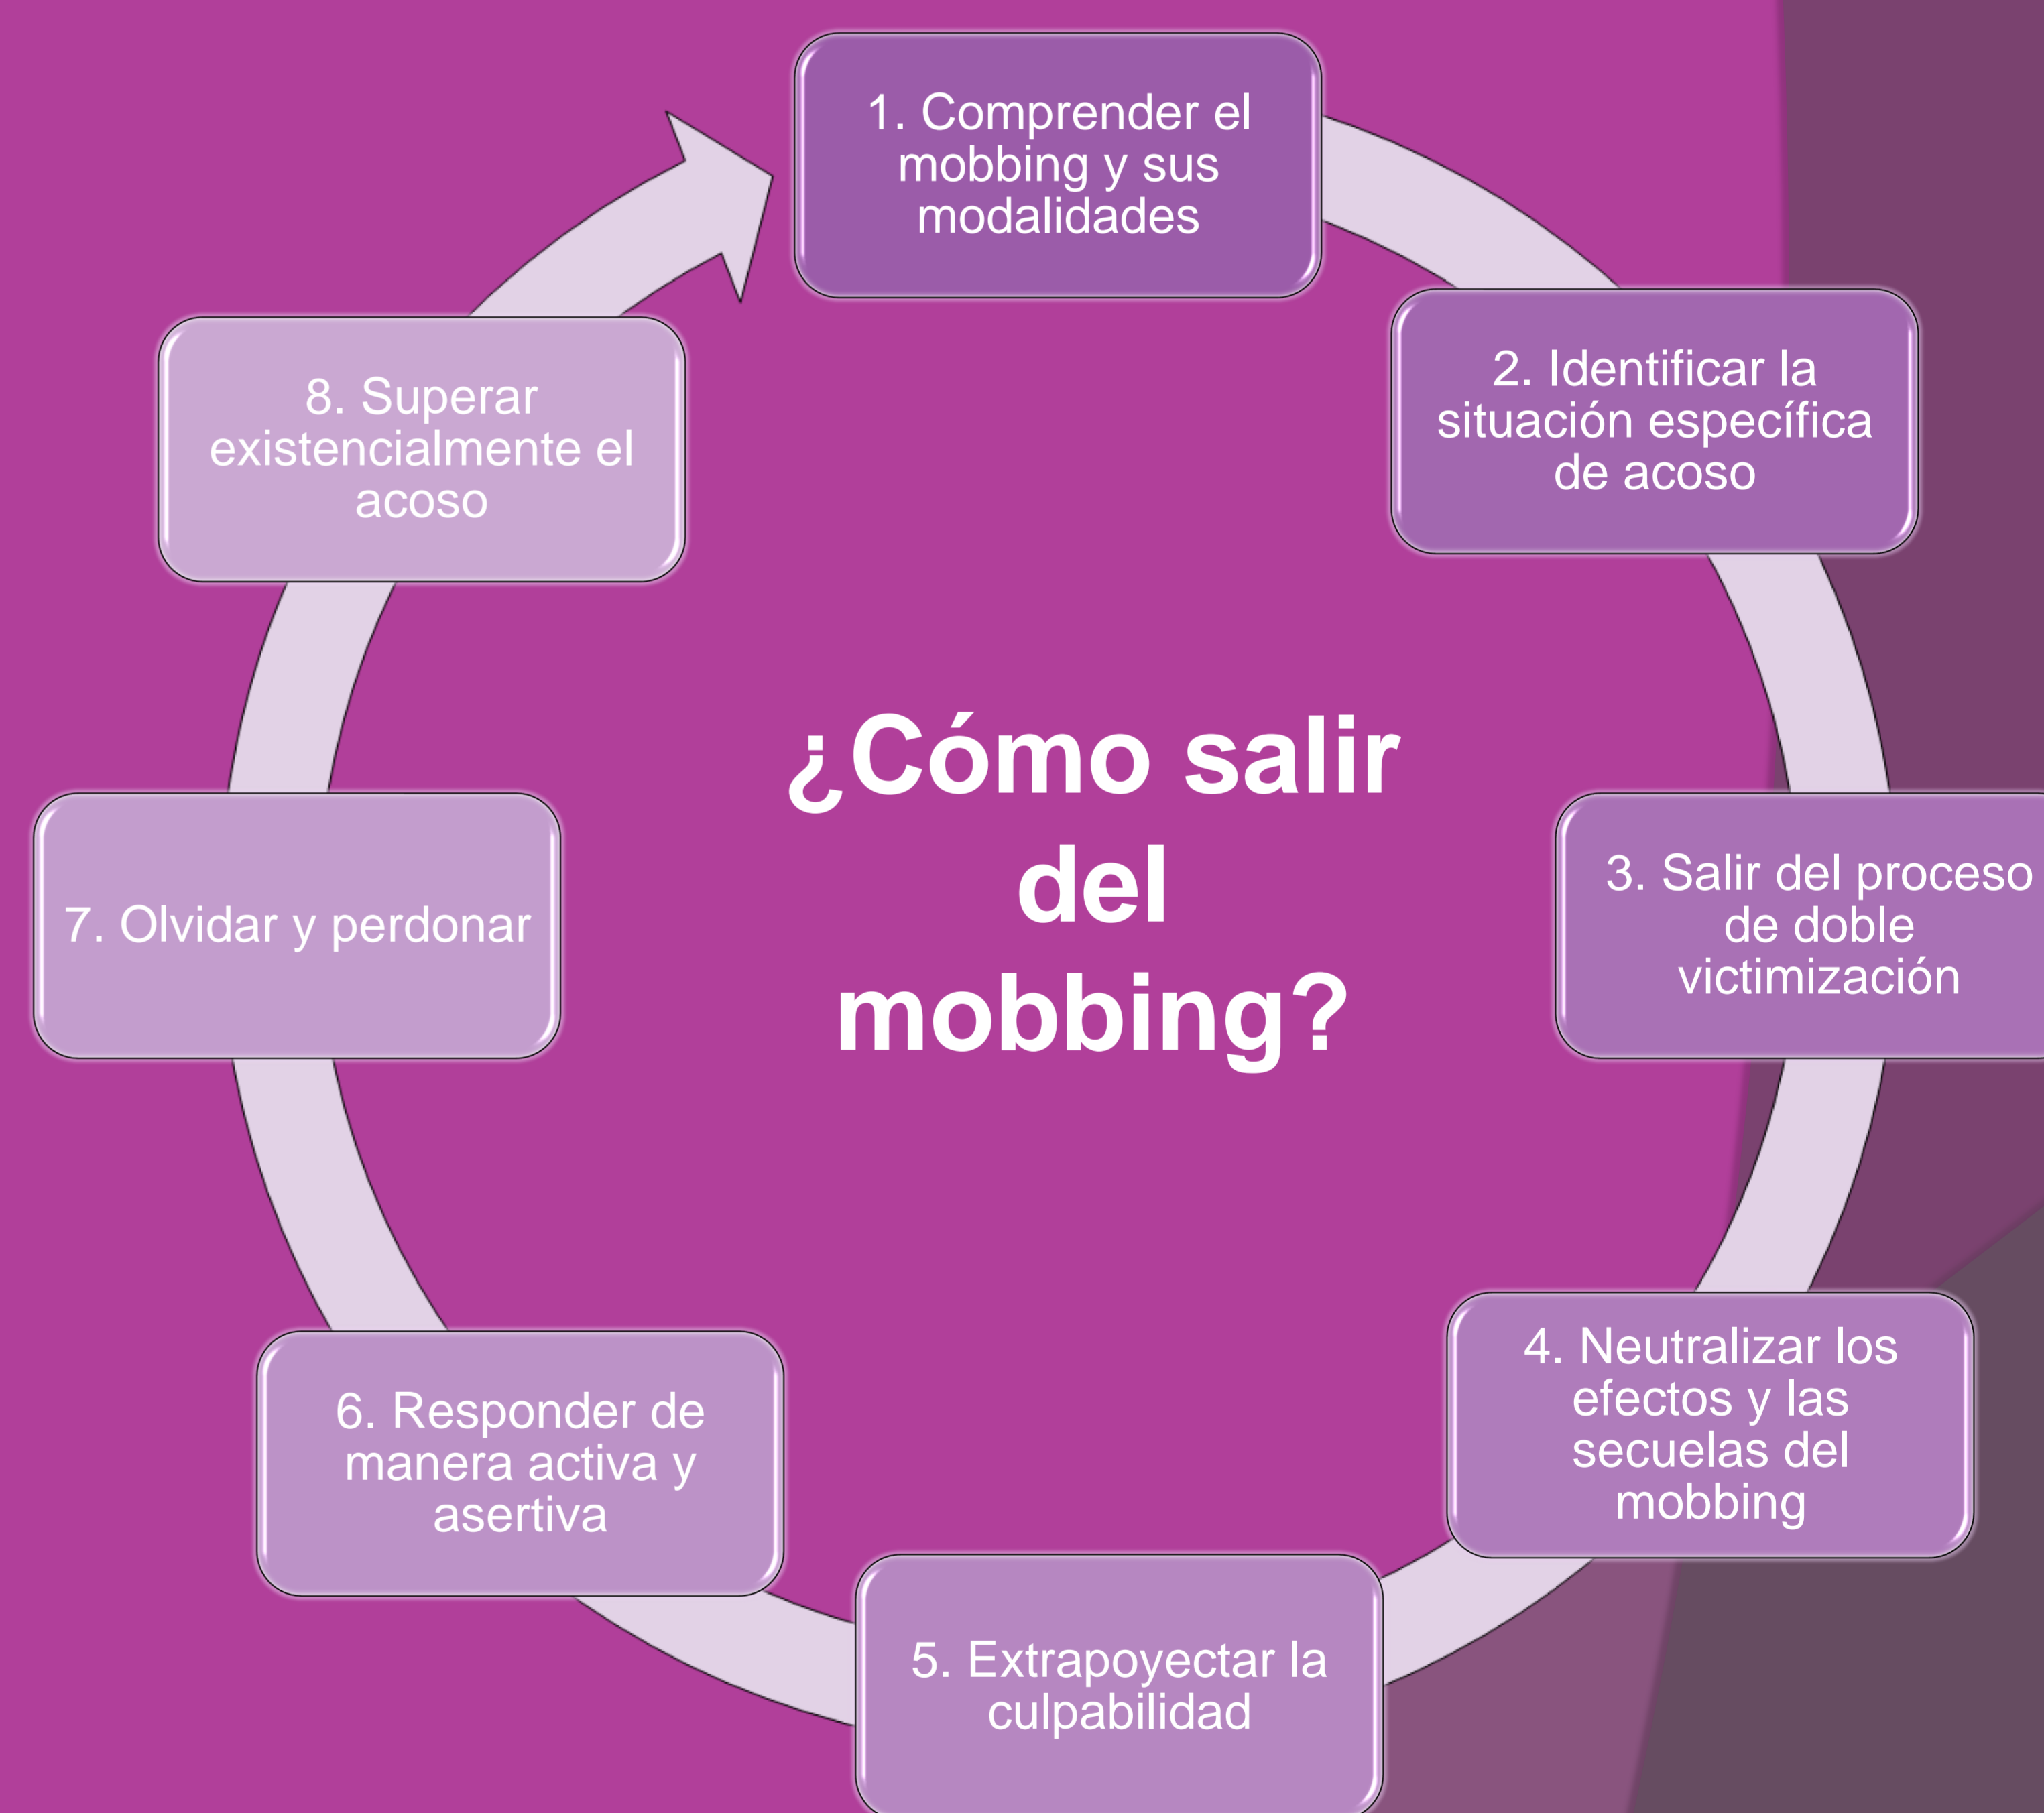 1. Comprender el
mobbing y sus
modalidades
2. Identificar la
situación específica
de acoso
3. Salir del proceso
de doble
victimización
4. Neutralizar los
efectos y las
secuelas del
mobbing
5. Extrapoyectar la
culpabilidad
6. Responder de
manera activa y
asertiva
7. Olvidar y perdonar
8. Superar
existencialmente el
acoso
¿Cómo salir
del
mobbing?